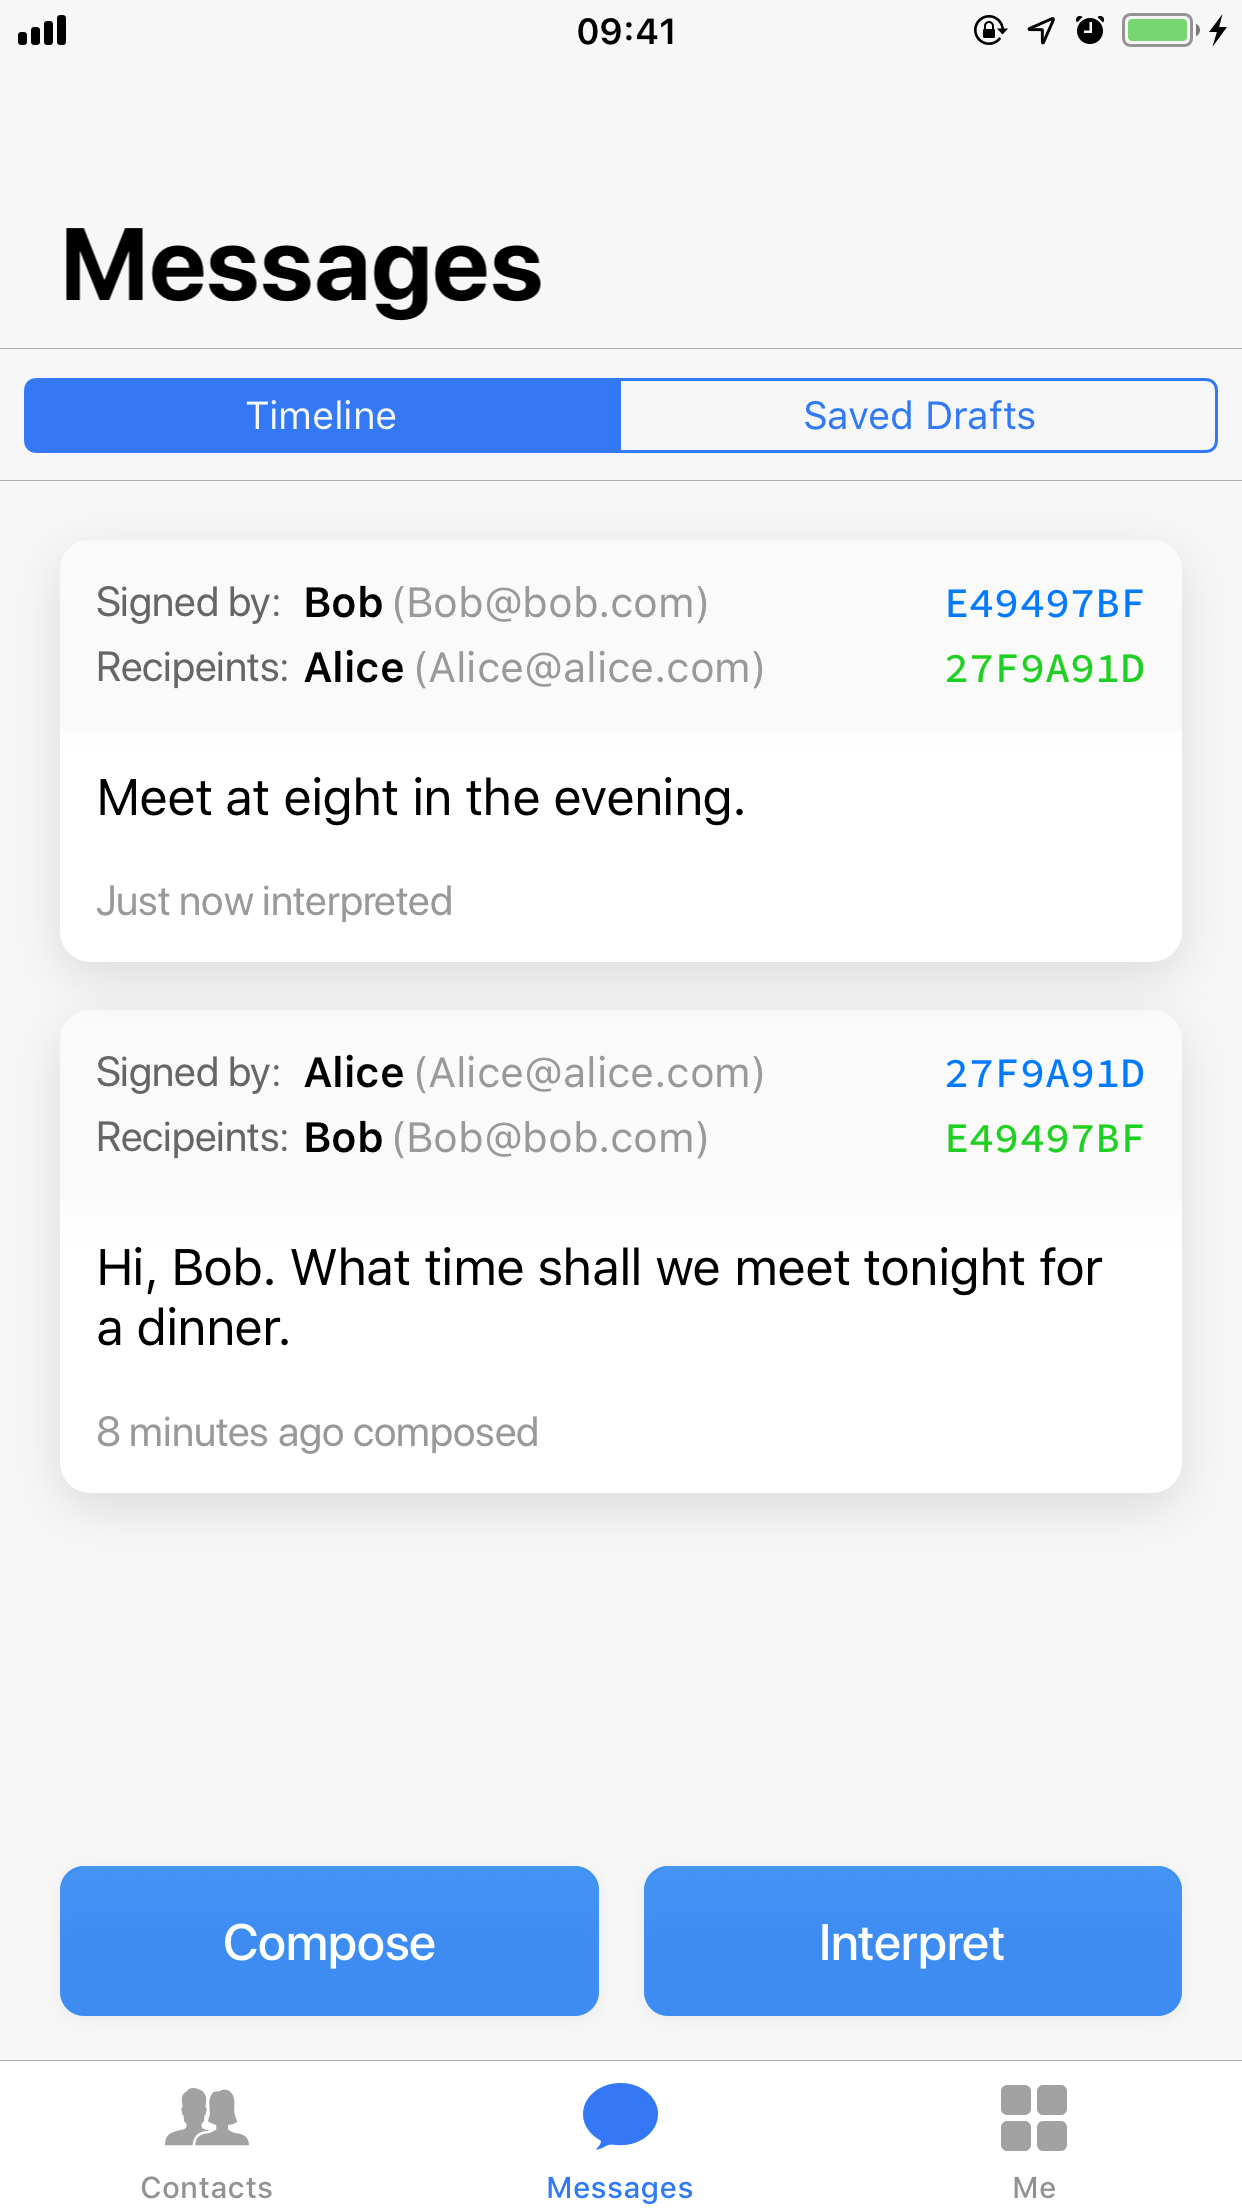 09:41
Messages
Timeline Saved Drafts
Signed by: Bob (Bob@bob.com) E49497BF
Recipeints: Alice (Alice@alice.com) 27F9A91D
Meet at eight in the evening.
Just now interpreted
Signed by: Alice (Alice@alice.com) 27F9A91D
Recipeints: Bob (Bob@bob.com) E49497BF
Hi, Bob. What time shall we meet tonight for
a dinner.
8 minutes ago composed
Compose Interpret
Contacts Messages Me